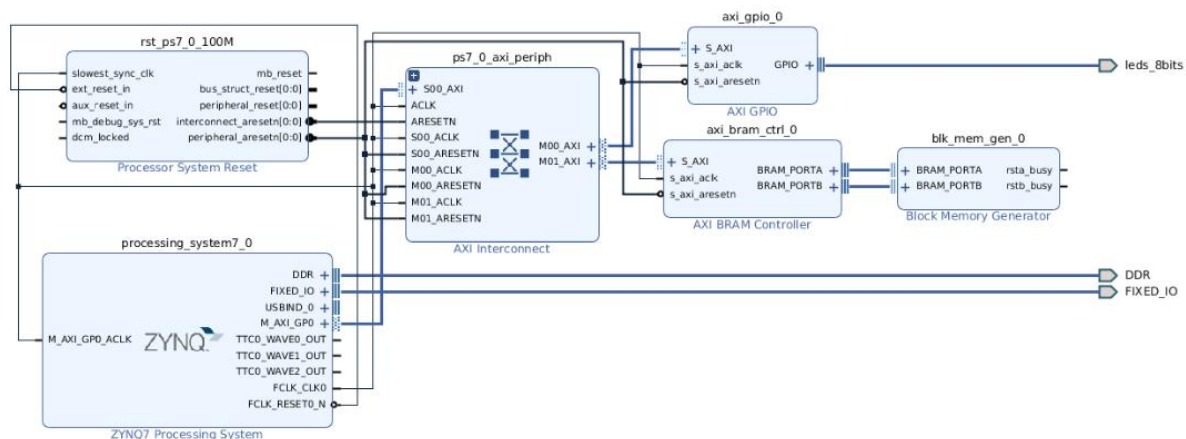 rst_ps7_0_100M
slowest_sync_clk
ext_reset_in
aux_reset_in
mb_debug_sys_rst
dcm_locked
mb_reset
bus_struct_reset[0:0]
peripheral_reset[0:0]
interconnect_aresetn[0:0]
peripheral_aresetn[0:0]
Processor System Reset
ps7_0_axi_periph
S00_AXI
ACLK
ARESETN
S00_ACLK
S00_ARESETN
M00_ACLK
M00_ARESETN
M01_ACLK
M01_ARESETN
M00_AXI
M01_AXI
AXI Interconnect
axi_gpio_0
S_AXI
s_axi_aclk
s_axi_aresetn
GPIO
AXI GPIO
leds_8bits
axi_bram_ctrl_0
S_AXI
s_axi_aclk
s_axi_aresetn
BRAM_PORTA
BRAM_PORTB
AXI BRAM Controller
blk_mem_gen_0
BRAM_PORTA
BRAM_PORTB
rsta_busy
rstb_busy
Block Memory Generator
processing_system7_0
M_AXI_GP0_ACLK
ZYNQ
DDR
FIXED_IO
USBIND_0
M_AXI_GP0
TTC0_WAVE0_OUT
TTC0_WAVE1_OUT
TTC0_WAVE2_OUT
FCLK_CLK0
FCLK_RESET0_N
ZYNQ7 Processing System
DDR
FIXED_IO